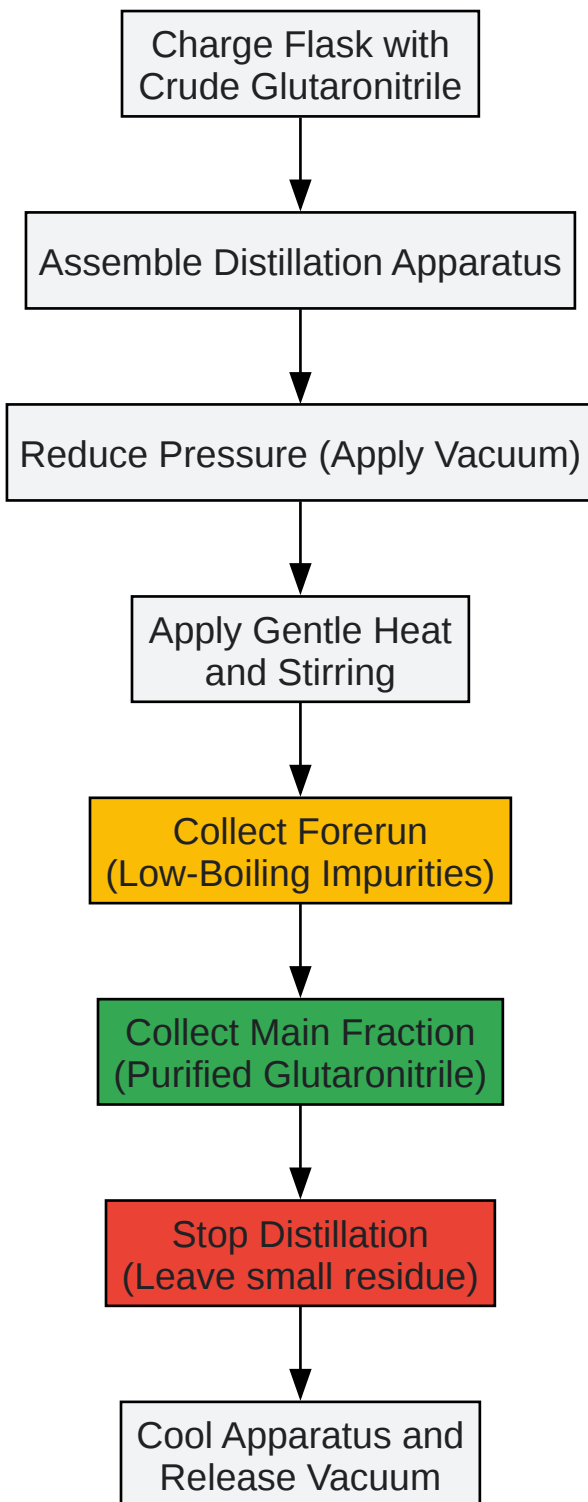 Charge Flask with
Crude Glutaronitrile
Assemble Distillation Apparatus
Reduce Pressure (Apply Vacuum)
Apply Gentle Heat
and Stirring
Collect Forerun
(Low-Boiling Impurities)
Collect Main Fraction
(Purified Glutaronitrile)
Stop Distillation
(Leave small residue)
Cool Apparatus and
Release Vacuum